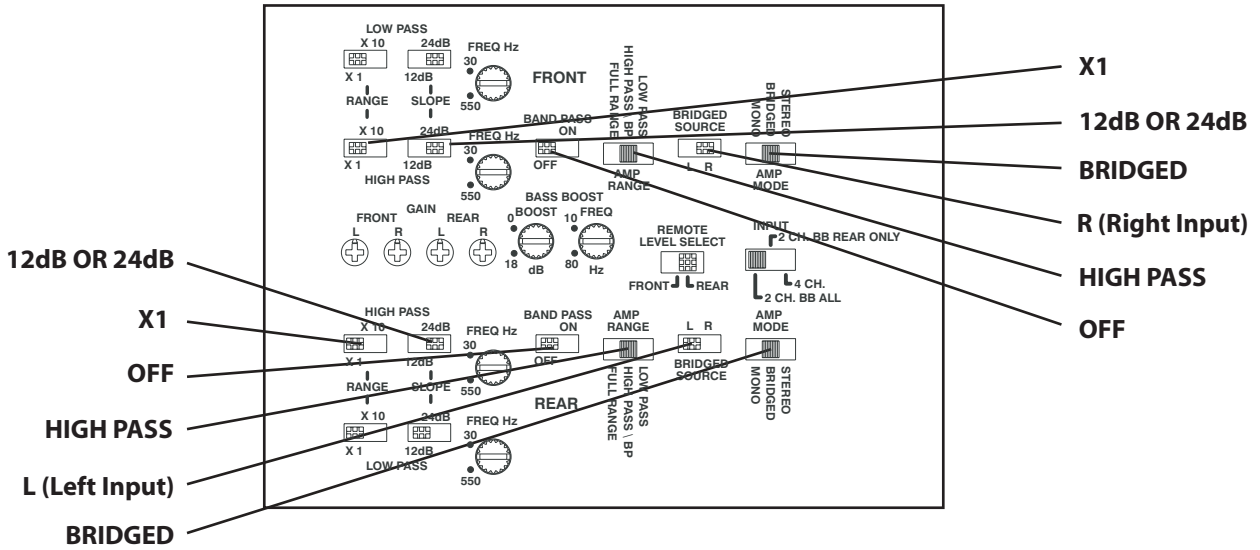 LOW PASS
X 10 24dB
FREQ Hz
30
X 1 12dB
RANGE SLOPE
550
FRONT
FULL RANGE
HIGH PASS \ BP
LOW PASS
MONO
BRIDGED
STEREO
BAND PASS
ON
BRIDGED
SOURCE
X 10 24dB
FREQ Hz
30
X 1 12dB
HIGH PASS
550
OFF
AMP
RANGE
L R
AMP
MODE
X1
12dB OR 24dB
BRIDGED
R (Right Input)
HIGH PASS
OFF
GAIN
FRONT REAR
L R L R
BASS BOOST
0 BOOST 10 FREQ
18 dB 80 Hz
REMOTE
LEVEL SELECT
FRONT REAR
INPUT
2 CH. BB REAR ONLY
4 CH.
2 CH. BB ALL
12dB OR 24dB
X1
OFF
HIGH PASS
L (Left Input)
BRIDGED
HIGH PASS
X 10 24dB
FREQ Hz
30
X 1 12dB
RANGE SLOPE
550
BAND PASS
ON
OFF
AMP
RANGE
L R
BRIDGED
SOURCE
AMP
MODE
REAR
FULL RANGE
HIGH PASS \ BP
LOW PASS
MONO
BRIDGED
STEREO
X 10 24dB
FREQ Hz
30
X 1 12dB
LOW PASS
550